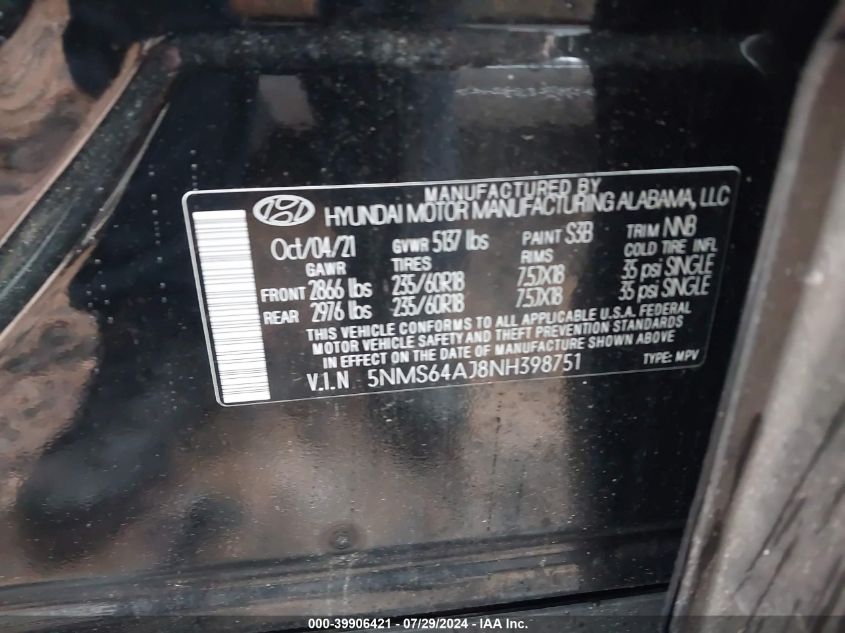 MANUFACTURED BY
HYUNDAI MOTOR MANUFACTURING ALABAMA, LLC
Oct/04/21 GVWR 5137 lbs PAINT S3B TRIM NNB
GAWR TIRES RIMS COLD TIRE INFL
FRONT 2866 lbs 235/60R18 7.5JX18 35 psi SINGLE
REAR 2976 lbs 235/60R18 7.5JX18 35 psi SINGLE
THIS VEHICLE CONFORMS TO ALL APPLICABLE U.S.A. FEDERAL
MOTOR VEHICLE SAFETY AND THEFT PREVENTION STANDARDS
IN EFFECT ON THE DATE OF MANUFACTURE SHOWN ABOVE
V.I.N 5NMS64AJ8NH398751 TYPE: MPV
000-39906421 - 07/29/2024 - IAA Inc.